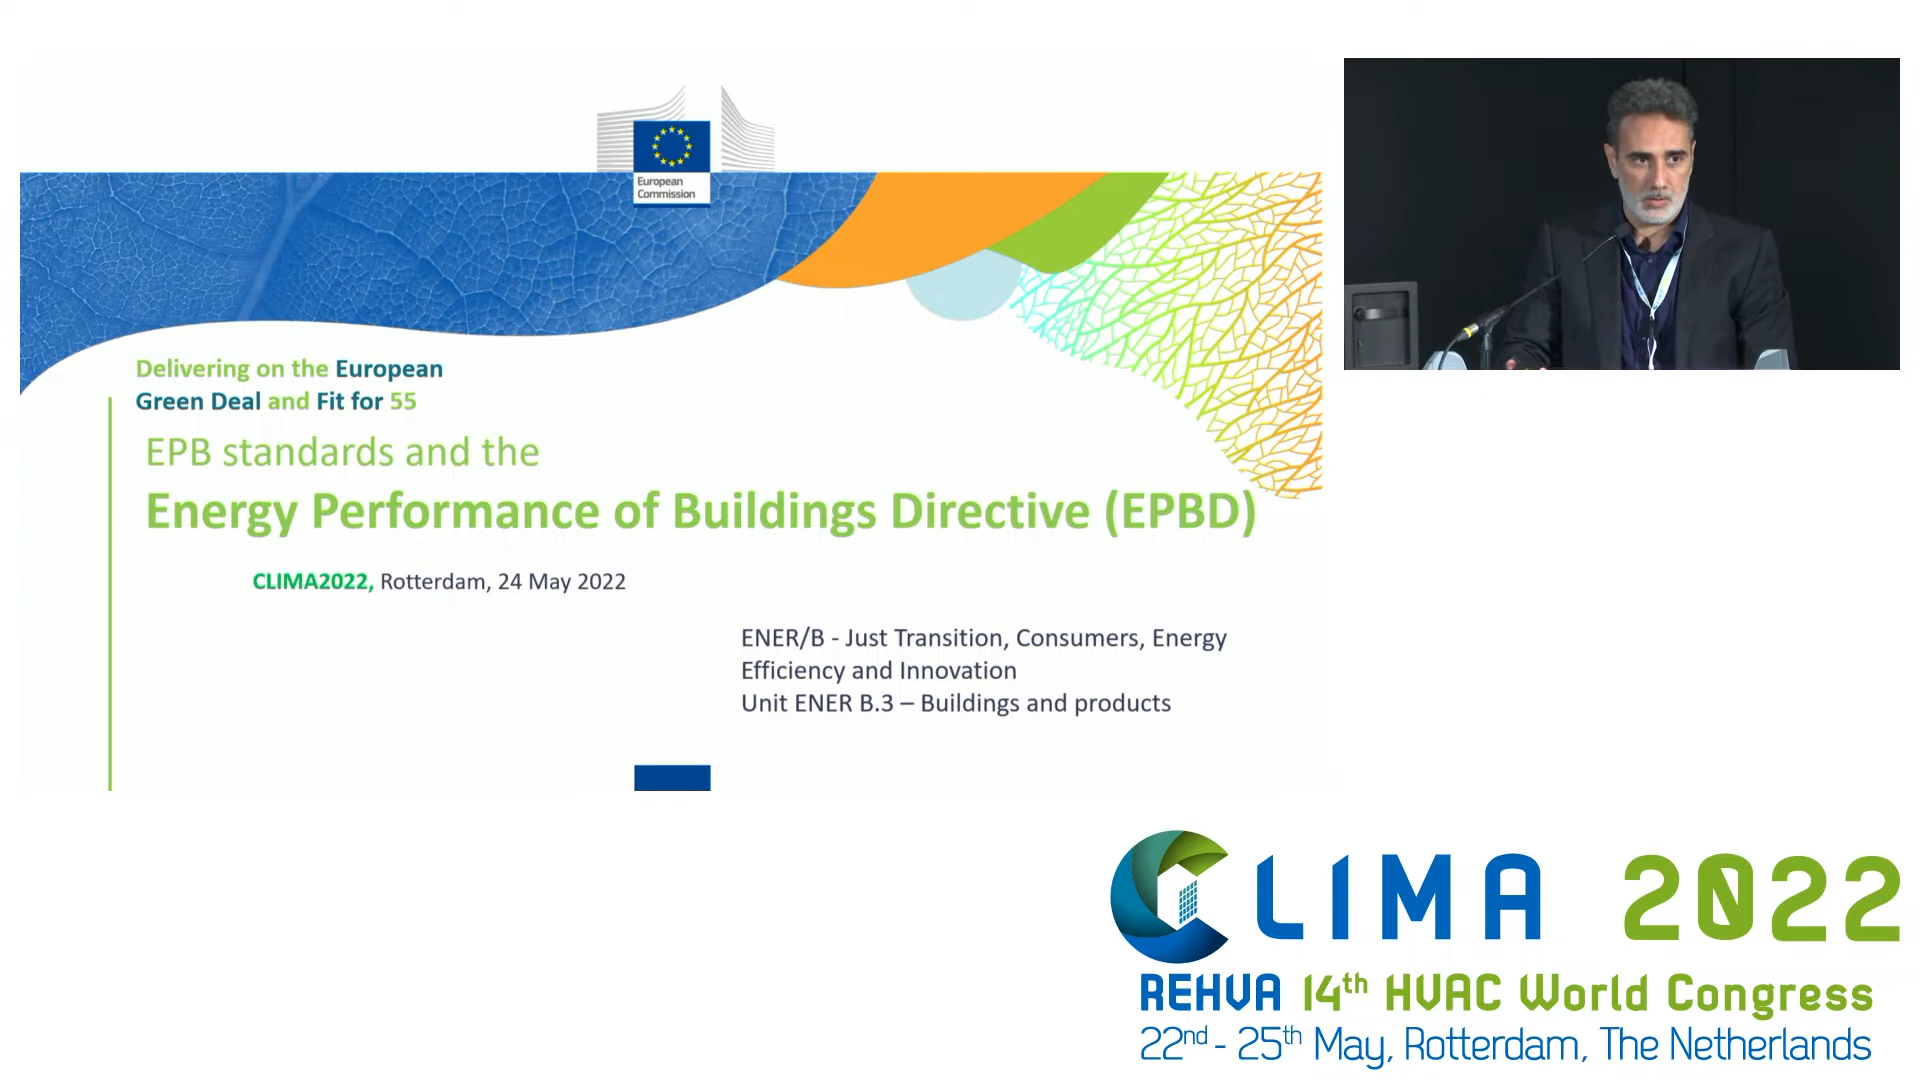 European
Commission
Delivering on the European
Green Deal and Fit for 55
EPB standards and the
Energy Performance of Buildings Directive (EPBD)
CLIMA2022, Rotterdam, 24 May 2022
ENER/B - Just Transition, Consumers, Energy
Efficiency and Innovation
Unit ENER B.3 – Buildings and products
CLIMA 2022
REHVA 14th HVAC World Congress
22nd - 25th May, Rotterdam, The Netherlands